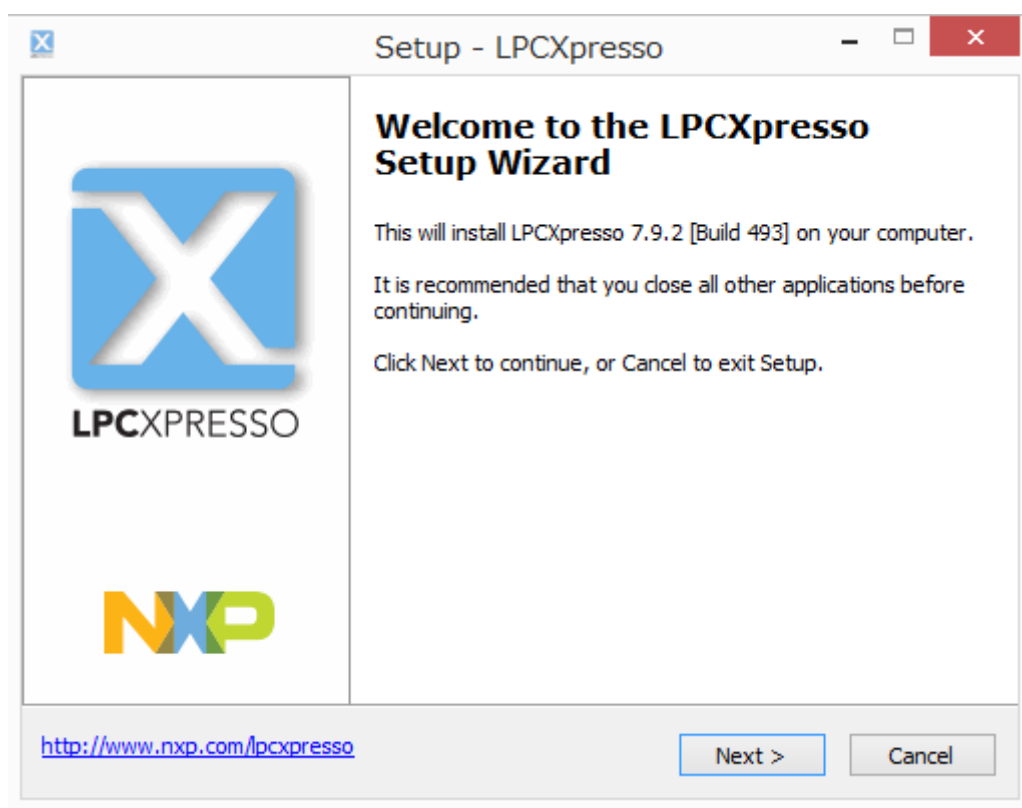 Setup - LPCXpresso
Welcome to the LPCXpresso
Setup Wizard
This will install LPCXpresso 7.9.2 [Build 493] on your computer.
It is recommended that you close all other applications before
continuing.
Click Next to continue, or Cancel to exit Setup.
LPCXPRESSO
NXP
http://www.nxp.com/lpcxpresso
Next >
Cancel